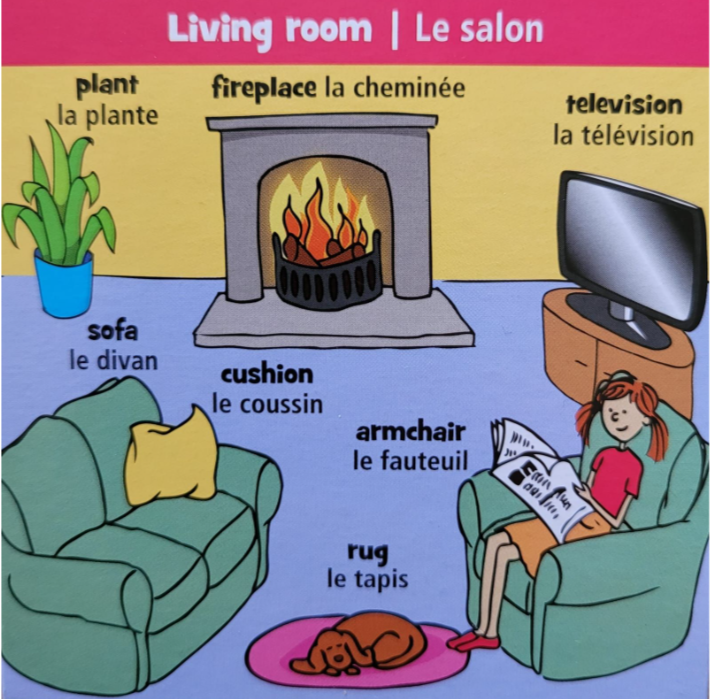 Living room | Le salon
plant
la plante
fireplace la cheminée
television
la télévision
sofa
le divan
cushion
le coussin
armchair
le fauteuil
rug
le tapis